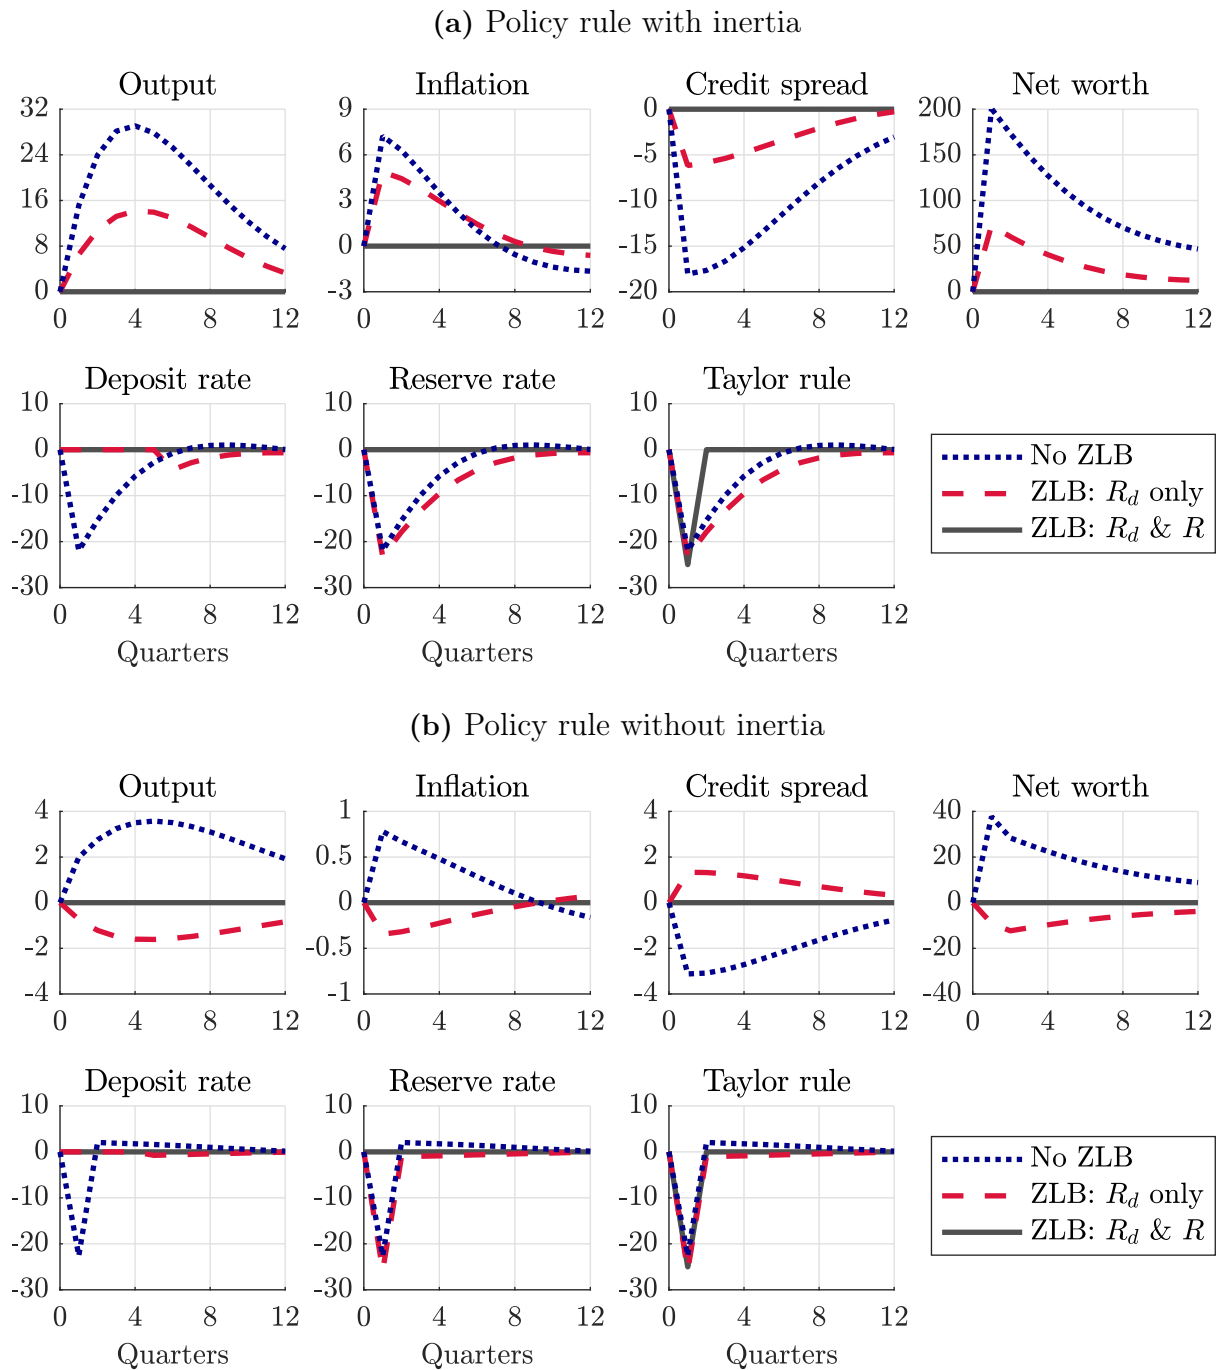 (a) Policy rule with inertia
Output Inflation Credit spread Net worth
32 24 16 8 0
9 6 3 0 -3
0 -5 -10 -15 -20
200 150 100 50 0
0 4 8 12 0 4 8 12 0 4 8 12 0 4 8 12
Deposit rate Reserve rate Taylor rule
10 0 -10 -20 -30
10 0 -10 -20 -30
10 0 -10 -20 -30
0 4 8 12 0 4 8 12 0 4 8 12
Quarters Quarters Quarters
No ZLB
ZLB: R_d only
ZLB: R_d & R
(b) Policy rule without inertia
Output Inflation Credit spread Net worth
4 2 0 -2 -4
1 0.5 0 -0.5 -1
4 2 0 -2 -4
40 20 0 -20 -40
0 4 8 12 0 4 8 12 0 4 8 12 0 4 8 12
Deposit rate Reserve rate Taylor rule
10 0 -10 -20 -30
10 0 -10 -20 -30
10 0 -10 -20 -30
0 4 8 12 0 4 8 12 0 4 8 12
Quarters Quarters Quarters
No ZLB
ZLB: R_d only
ZLB: R_d & R